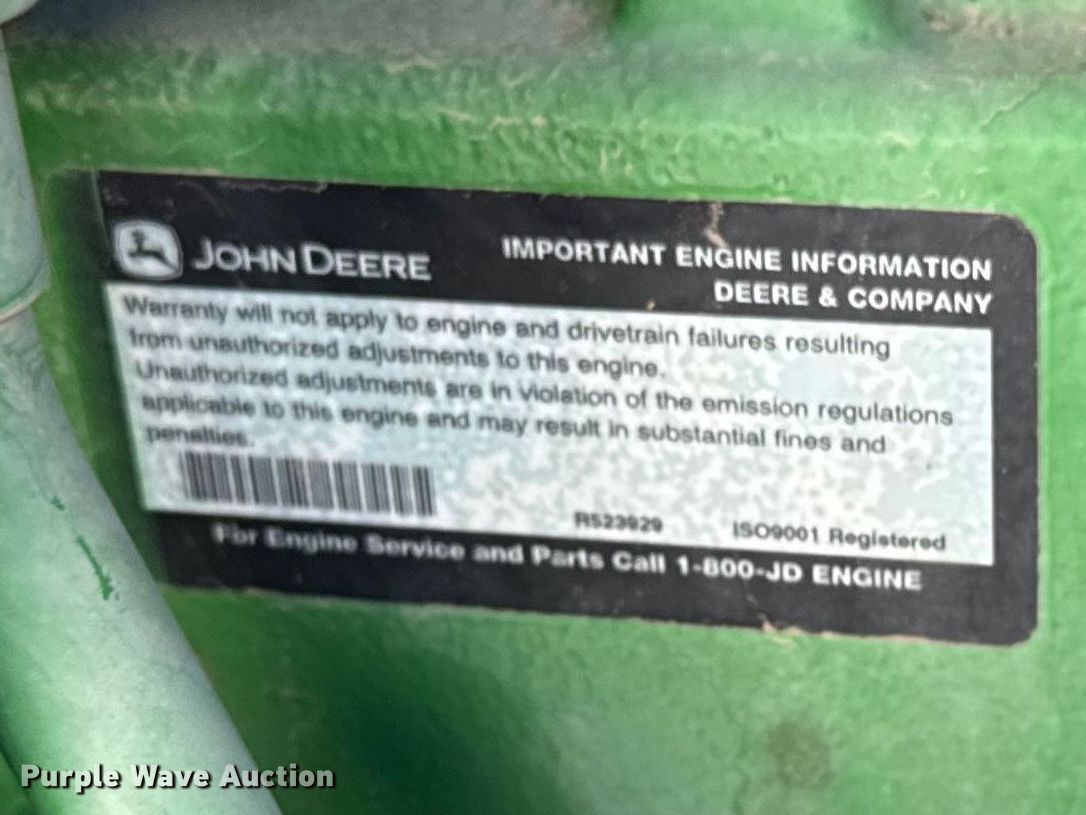 JOHN DEERE
IMPORTANT ENGINE INFORMATION
DEERE & COMPANY
Warranty will not apply to engine and drivetrain failures resulting
from unauthorized adjustments to this engine.
Unauthorized adjustments are in violation of the emission regulations
applicable to this engine and may result in substantial fines and
penalties.
R523929
ISO9001 Registered
For Engine Service and Parts Call 1-800-JD ENGINE
Purple Wave Auction